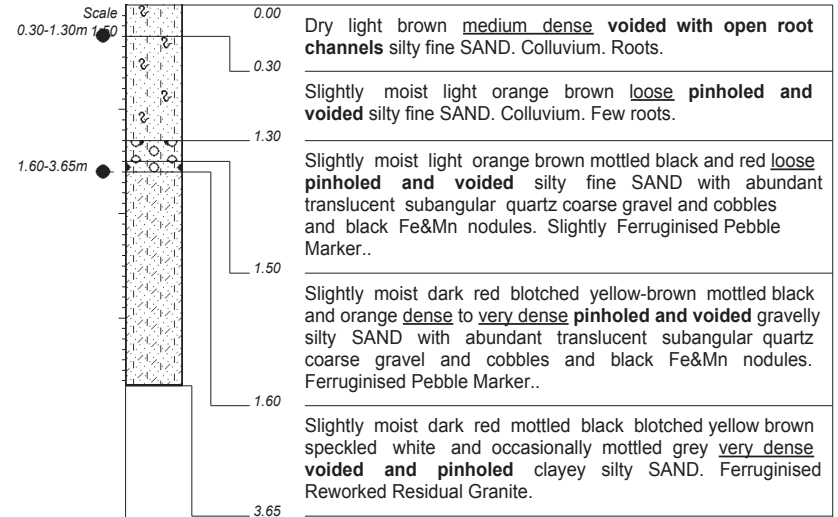 Scale
1:50
0.30-1.30m
0.00
Dry light brown medium dense voided with open root
channels silty fine SAND. Colluvium. Roots.
0.30
Slightly moist light orange brown loose pinholed and
voided silty fine SAND. Colluvium. Few roots.
1.30
1.60-3.65m
Slightly moist light orange brown mottled black and red loose
pinholed and voided silty fine SAND with abundant
translucent subangular quartz coarse gravel and cobbles
and black Fe&Mn nodules. Slightly Ferruginised Pebble
Marker..
1.50
Slightly moist dark red blotched yellow-brown mottled black
and orange dense to very dense pinholed and voided gravelly
silty SAND with abundant translucent subangular quartz
coarse gravel and cobbles and black Fe&Mn nodules.
Ferruginised Pebble Marker..
1.60
Slightly moist dark red mottled black blotched yellow brown
speckled white and occasionally mottled grey very dense
voided and pinholed clayey silty SAND. Ferruginised
Reworked Residual Granite.
3.65